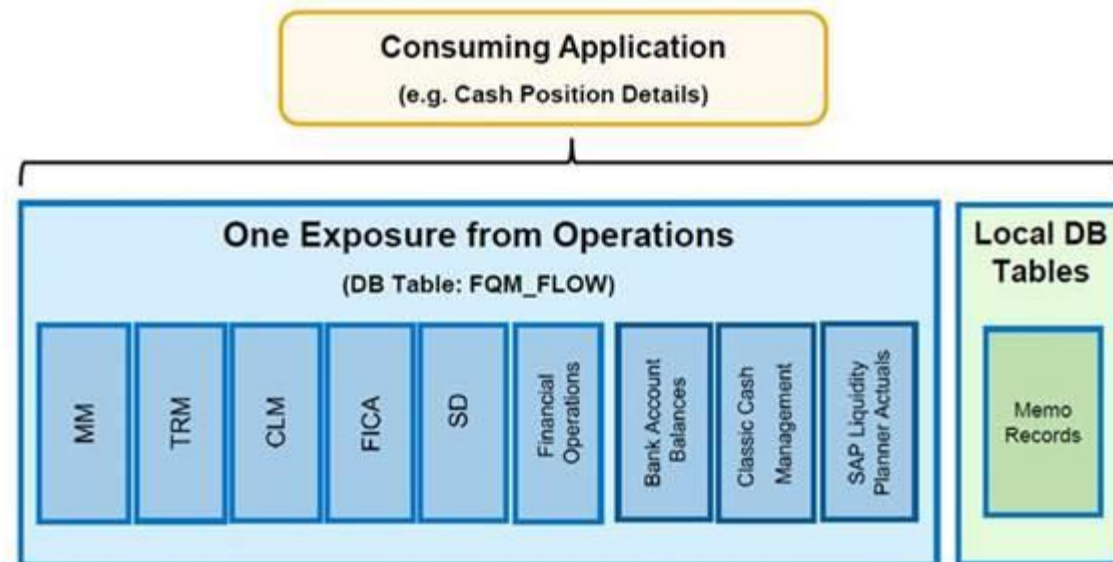 Consuming Application
(e.g. Cash Position Details)
One Exposure from Operations
(DB Table: FQM_FLOW)
MM
TRM
CLM
FICA
SD
Financial
Operations
Bank Account
Balances
Classic Cash
Management
SAP Liquidity
Planner Actuals
Local DB
Tables
Memo
Records